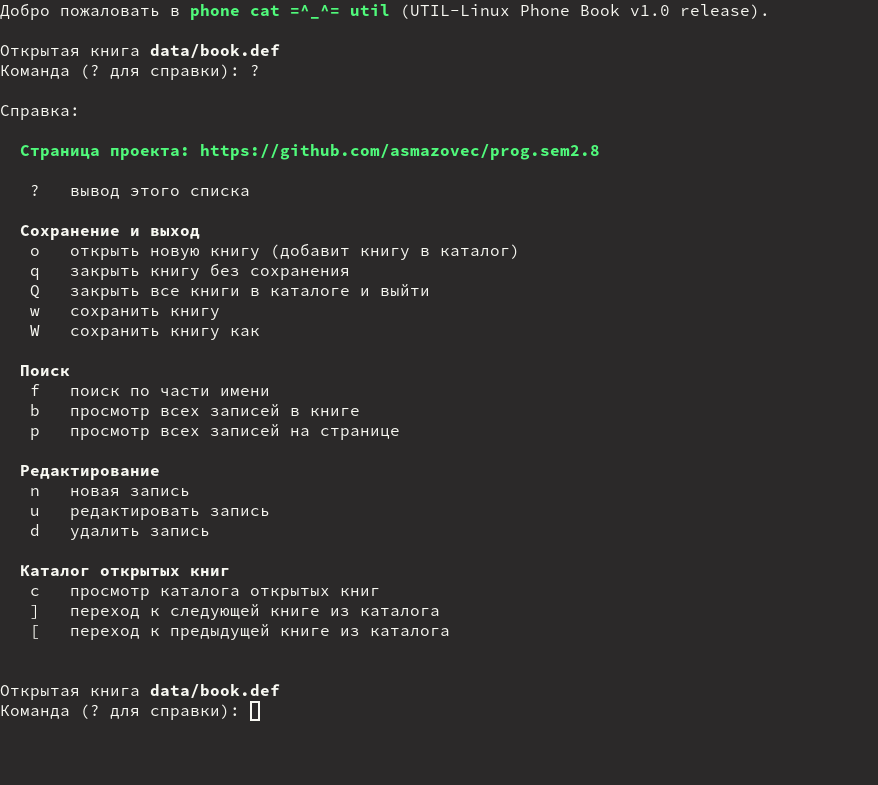 Добро пожаловать в phone cat =^_^= util (UTIL-Linux Phone Book v1.0 release).
Открытая книга data/book.def
Команда (? для справки): ?
Справка:
Страница проекта: https://github.com/asmazovec/prog.sem2.8
? вывод этого списка
Сохранение и выход
o открыть новую книгу (добавит книгу в каталог)
q закрыть книгу без сохранения
Q закрыть все книги в каталоге и выйти
w сохранить книгу
W сохранить книгу как
Поиск
f поиск по части имени
b просмотр всех записей в книге
p просмотр всех записей на странице
Редактирование
n новая запись
u редактировать запись
d удалить запись
Каталог открытых книг
c просмотр каталога открытых книг
] переход к следующей книге из каталога
[ переход к предыдущей книге из каталога
Открытая книга data/book.def
Команда (? для справки):